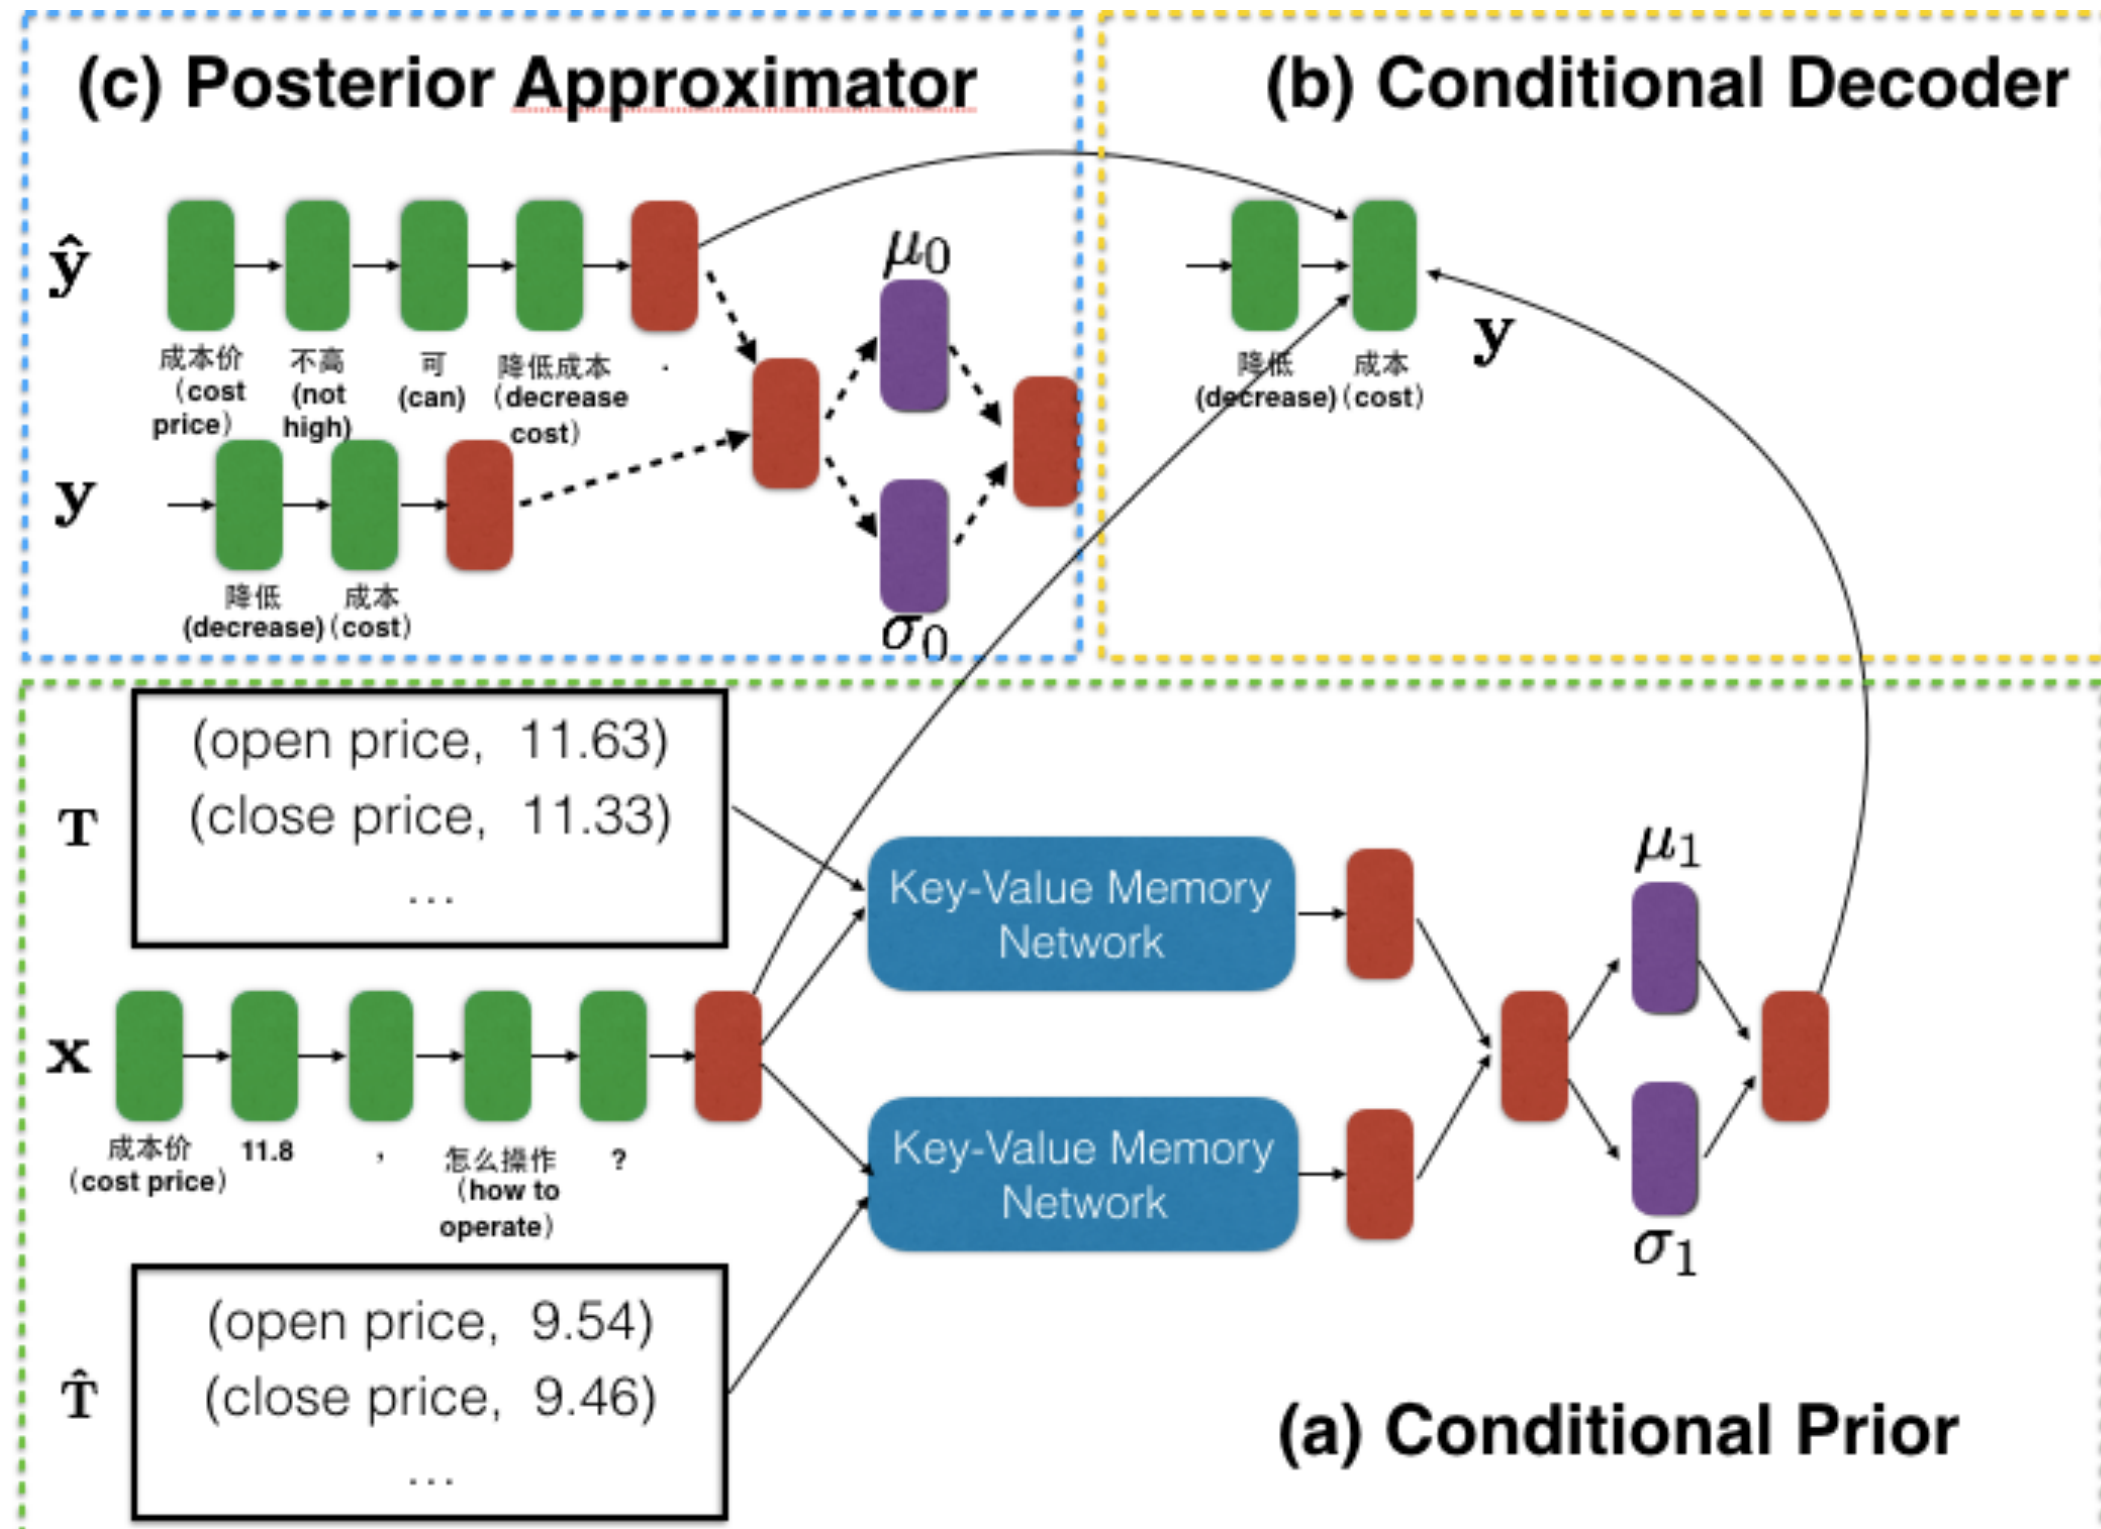 (c) Posterior Approximator
(b) Conditional Decoder
ŷ
成本价
（cost
price）
不高
(not
high)
可
(can)
降低成本
（decrease
cost）
.
μ0
σ0
y
降低
(decrease)
成本
（cost）
降低
(decrease)
成本
（cost）
y
T
(open price, 11.63)
(close price, 11.33)
...
Key-Value Memory
Network
x
成本价
（cost price）
11.8
,
怎么操作
（how to
operate）
?
Key-Value Memory
Network
μ1
σ1
T̂
(open price, 9.54)
(close price, 9.46)
...
(a) Conditional Prior